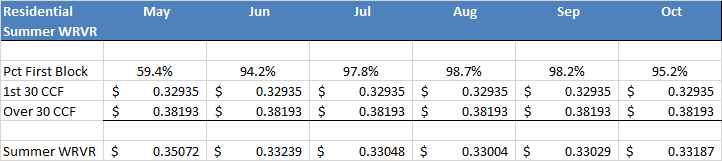 Residential Summer WRVR May Jun Jul Aug Sep Oct
Pct First Block 59.4% 94.2% 97.8% 98.7% 98.2% 95.2%
1st 30 CCF $ 0.32935 $ 0.32935 $ 0.32935 $ 0.32935 $ 0.32935 $ 0.32935
Over 30 CCF $ 0.38193 $ 0.38193 $ 0.38193 $ 0.38193 $ 0.38193 $ 0.38193
Summer WRVR $ 0.35072 $ 0.33239 $ 0.33048 $ 0.33004 $ 0.33029 $ 0.33187